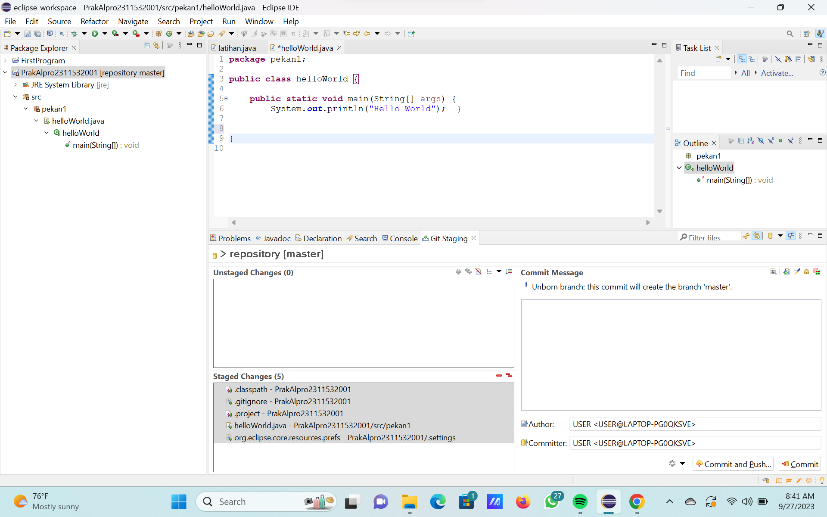 eclipse workspace - PrakAlpro2311532001/src/pekan1/helloWorld.java - Eclipse IDE
File Edit Source Refactor Navigate Search Project Run Window Help
Package Explorer
FirstProgram
PrakAlpro2311532001 [repository master]
JRE System Library [jre]
src
pekan1
helloWorld.java
helloWorld
main(String[]) : void
latihan.java
*helloWorld.java
1 package pekan1;
2
3 public class helloWorld {
4
5 public static void main(String[] args) {
6 System.out.println("Hello World"); }
7
8
9 }
10
Task List
Find
All
Activate...
Outline
pekan1
helloWorld
main(String[]) : void
Problems Javadoc Declaration Search Console Git Staging
Filter files
> repository [master]
Unstaged Changes (0)
Staged Changes (5)
.classpath - PrakAlpro2311532001
.gitignore - PrakAlpro2311532001
.project - PrakAlpro2311532001
helloWorld.java - PrakAlpro2311532001/src/pekan1
org.eclipse.core.resources.prefs - PrakAlpro2311532001/.settings
Commit Message
Unborn branch: this commit will create the branch 'master'.
Author: USER <USER@LAPTOP-PG0QKSVE>
Committer: USER <USER@LAPTOP-PG0QKSVE>
Commit and Push...
Commit
76°F
Mostly sunny
Search
1
27
8:41 AM
9/27/2023